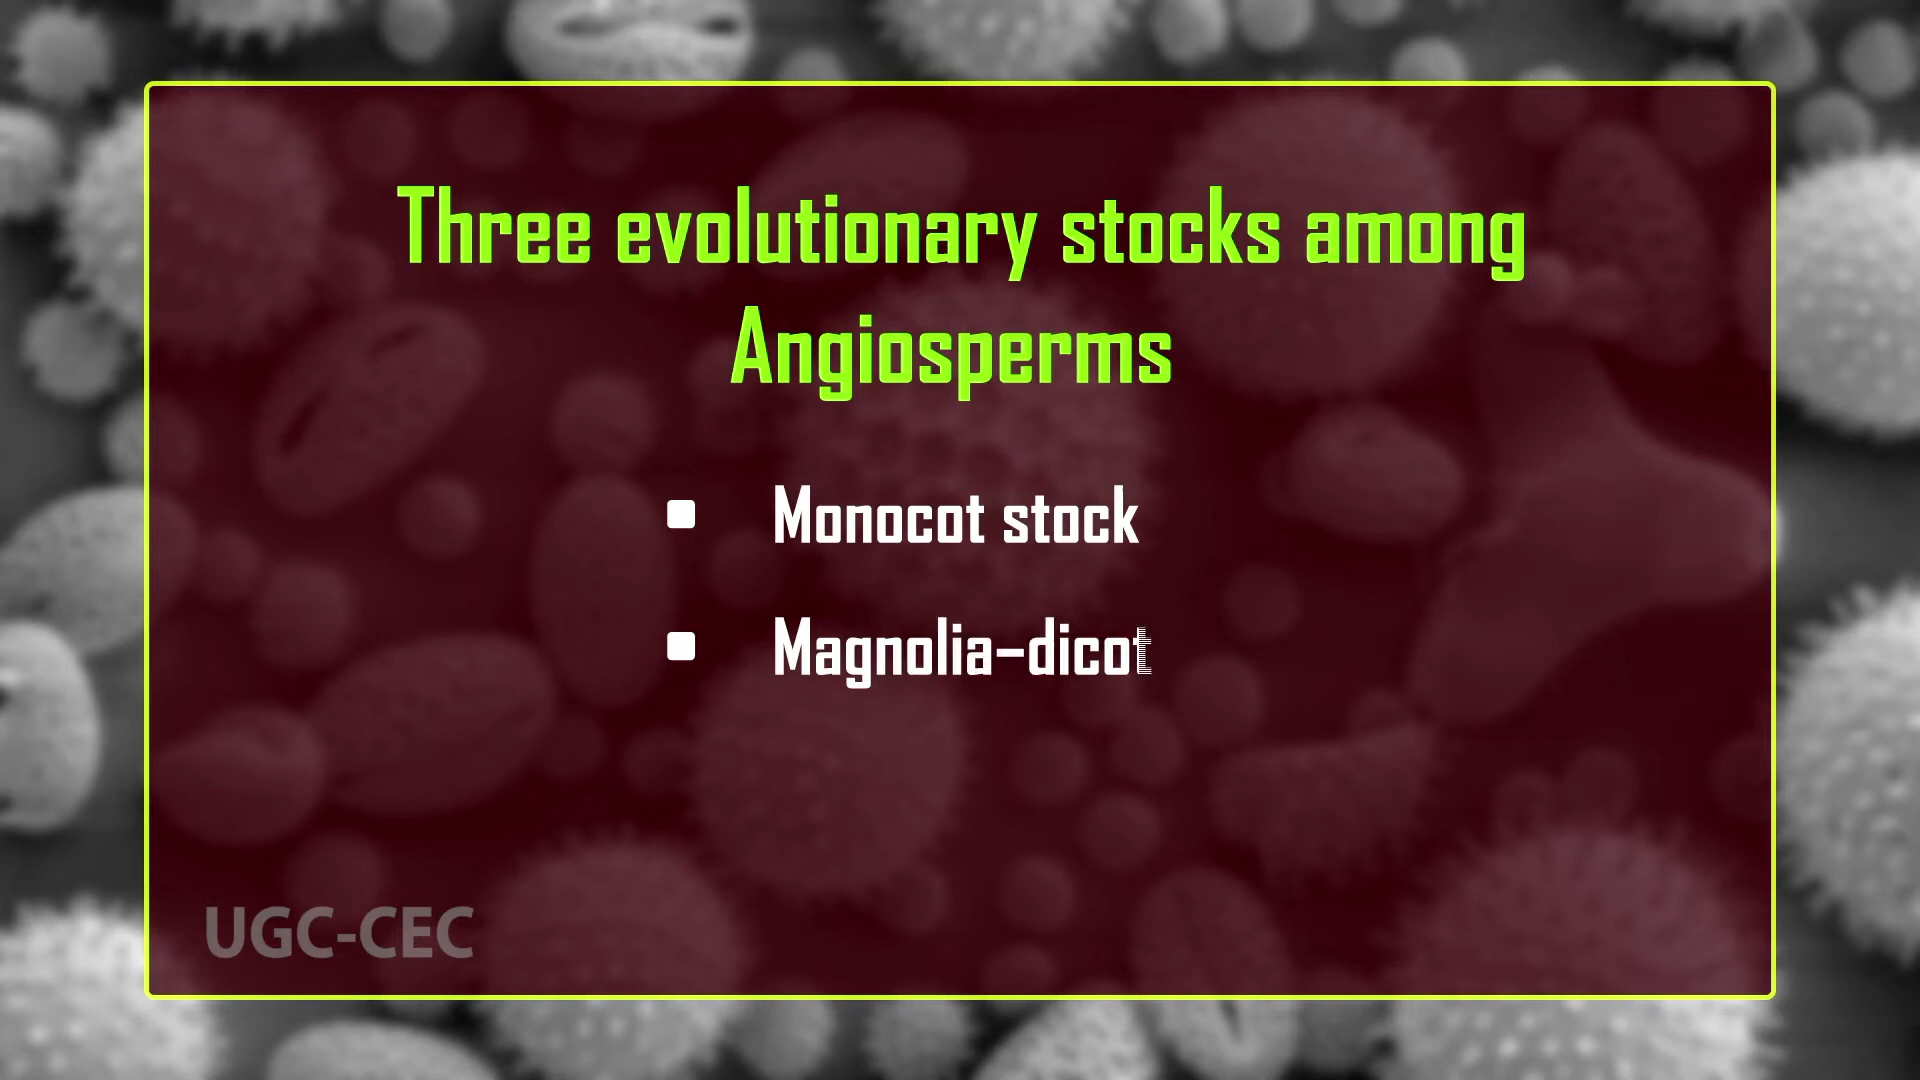 Three evolutionary stocks among
Angiosperms
▪ Monocot stock
▪ Magnolia–dicot
UGC-CEC